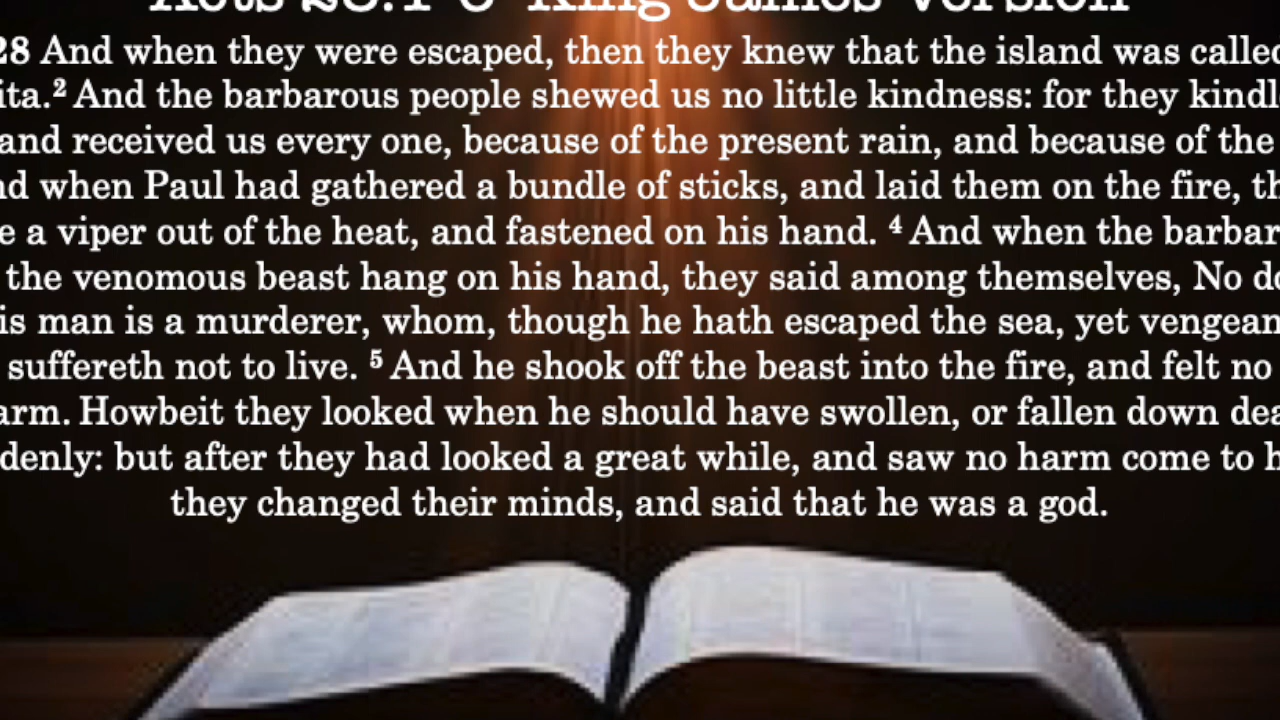 Acts 28:1-6 King James Version
28 And when they were escaped, then they knew that the island was called
ita.² And the barbarous people shewed us no little kindness: for they kindl
and received us every one, because of the present rain, and because of the
nd when Paul had gathered a bundle of sticks, and laid them on the fire, th
e a viper out of the heat, and fastened on his hand. ⁴ And when the barbar
the venomous beast hang on his hand, they said among themselves, No do
is man is a murderer, whom, though he hath escaped the sea, yet vengean
suffereth not to live. ⁵ And he shook off the beast into the fire, and felt no
arm. Howbeit they looked when he should have swollen, or fallen down dea
denly: but after they had looked a great while, and saw no harm come to h
they changed their minds, and said that he was a god.